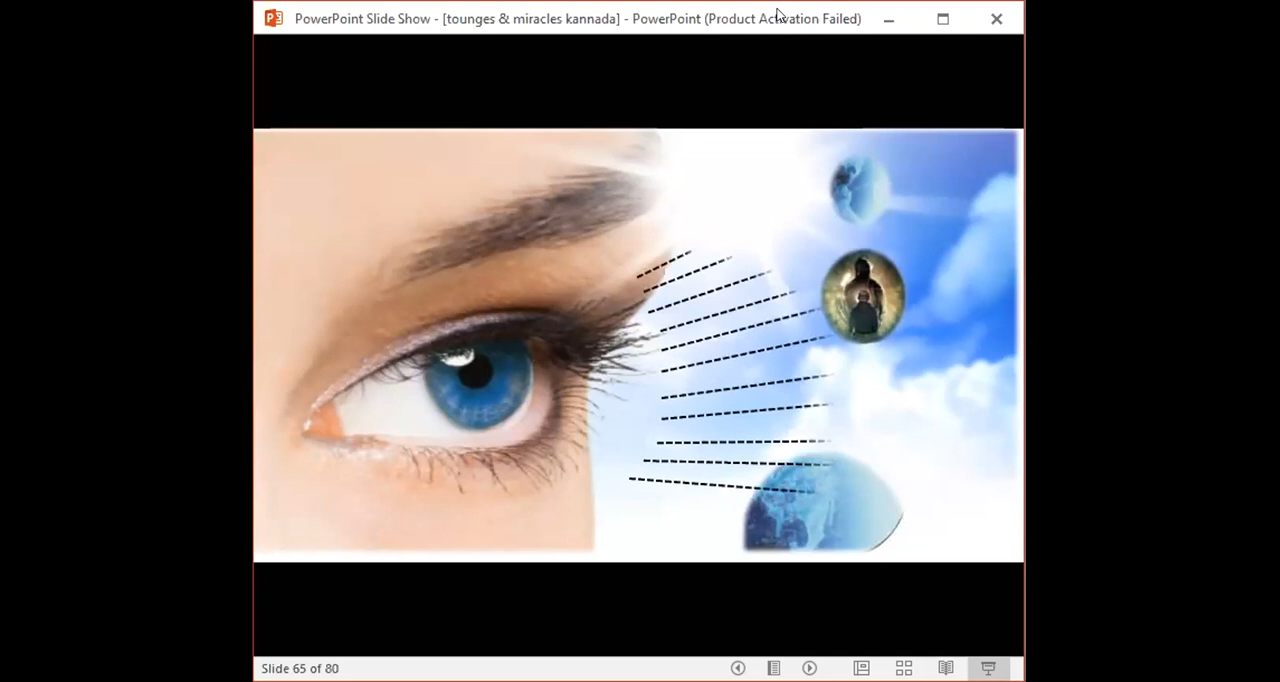 PowerPoint Slide Show - [tounges & miracles kannada] - PowerPoint (Product Activation Failed)
Slide 65 of 80